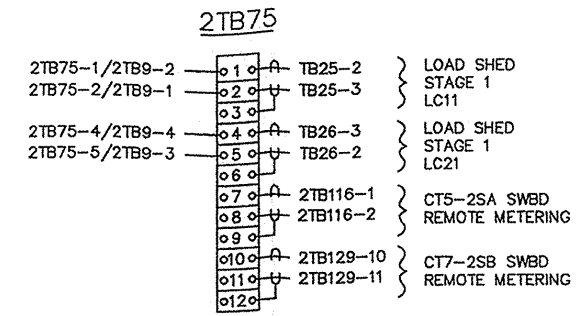 2TB75
2TB75-1/2TB9-2 1 TB25-2 LOAD SHED
2TB75-2/2TB9-1 2 TB25-3 STAGE 1
3 LC11
2TB75-4/2TB9-4 4 TB26-3 LOAD SHED
2TB75-5/2TB9-3 5 TB26-2 STAGE 1
6 LC21
7 2TB116-1 CT5-2SA SWBD
8 2TB116-2 REMOTE METERING
9
10 2TB129-10 CT7-2SB SWBD
11 2TB129-11 REMOTE METERING
12